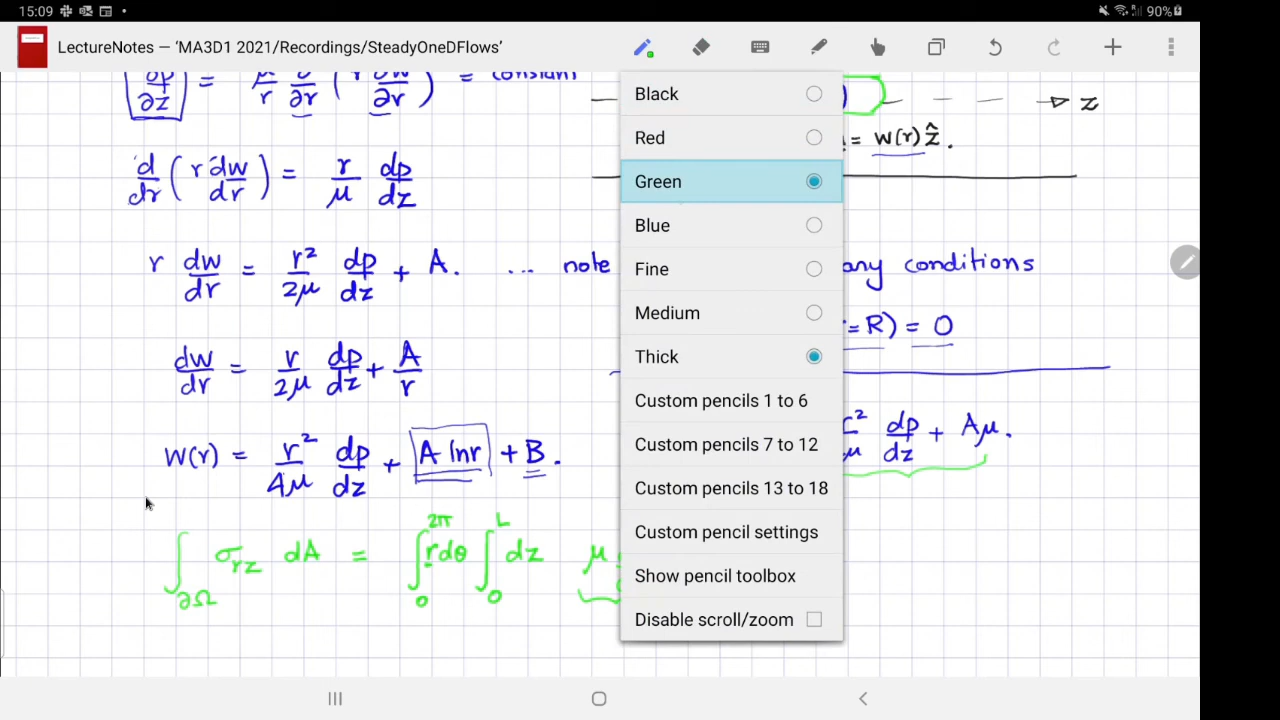 15:09 90%
LectureNotes — ‘MA3D1 2021/Recordings/SteadyOneDFlows’
∂p/∂z = μ/r ∂/∂r ( r ∂w/∂r ) = constant
z
= w(r) ẑ.
d/dr ( r dw/dr ) = r/μ dp/dz
r dw/dr = r²/2μ dp/dz + A. ... note any conditions
= R) = 0
dw/dr = r/2μ dp/dz + A/r
dp/dz + Aμ.
w(r) = r²/4μ dp/dz + A lnr + B.
∫∂Ω σrz dA = ∫0 2π r dθ ∫0 L dz μ
Black
Red
Green
Blue
Fine
Medium
Thick
Custom pencils 1 to 6
Custom pencils 7 to 12
Custom pencils 13 to 18
Custom pencil settings
Show pencil toolbox
Disable scroll/zoom